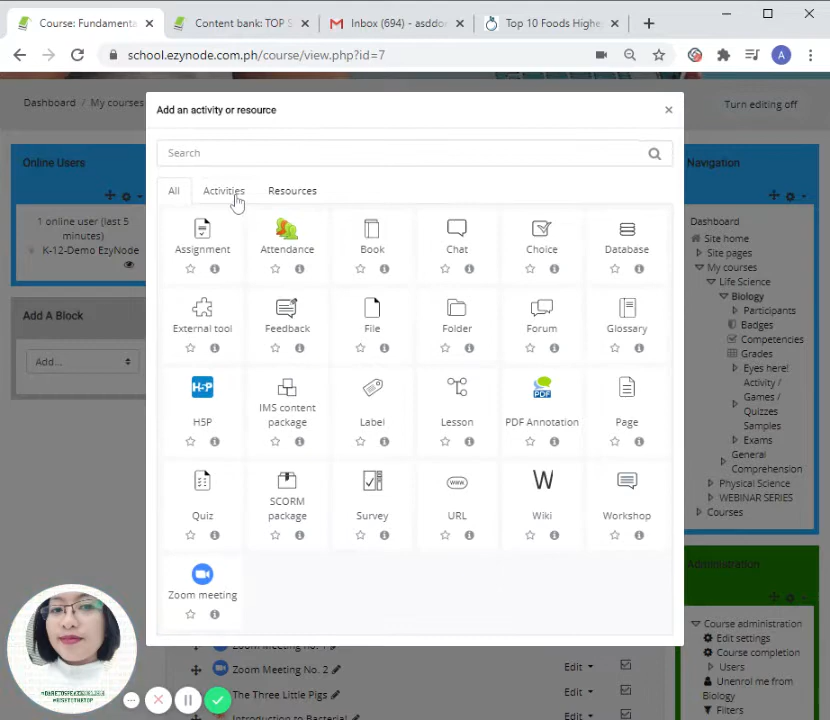 Course: Fundamenta
Content bank: TOP S
Inbox (694) - asddo
Top 10 Foods Highe
school.ezynode.com.ph/course/view.php?id=7
A
Dashboard / My courses
Turn editing off
Add an activity or resource
Search
All Activities Resources
Assignment Attendance Book Chat Choice Database
External tool Feedback File Folder Forum Glossary
H5P IMS content package Label Lesson PDF Annotation Page
Quiz SCORM package Survey URL Wiki Workshop
Zoom meeting
Online Users
1 online user (last 5
minutes)
K-12-Demo EzyNode
Add A Block
Add...
Navigation
Dashboard
Site home
Site pages
My courses
Life Science
Biology
Participants
Badges
Competencies
Grades
Eyes here!
Activity /
Games /
Quizzes
Samples
Exams
General
Comprehension
Physical Science
WEBINAR SERIES
Courses
Administration
Course administration
Edit settings
Course completion
Users
Unenrol me from
Biology
Filters
Zoom Meeting No. 1
Zoom Meeting No. 2
Edit
The Three Little Pigs
Edit
Introduction to Bacteria!
Edit